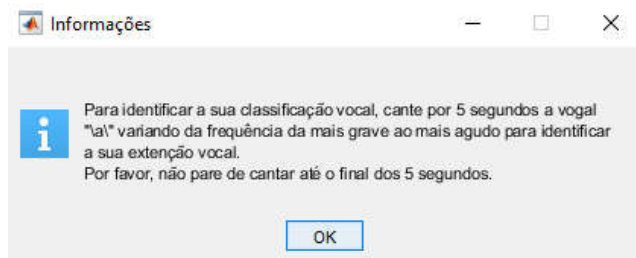 Informações
Para identificar a sua classificação vocal, cante por 5 segundos a vogal
"\a\" variando da frequência da mais grave ao mais agudo para identificar
a sua extenção vocal.
Por favor, não pare de cantar até o final dos 5 segundos.
OK